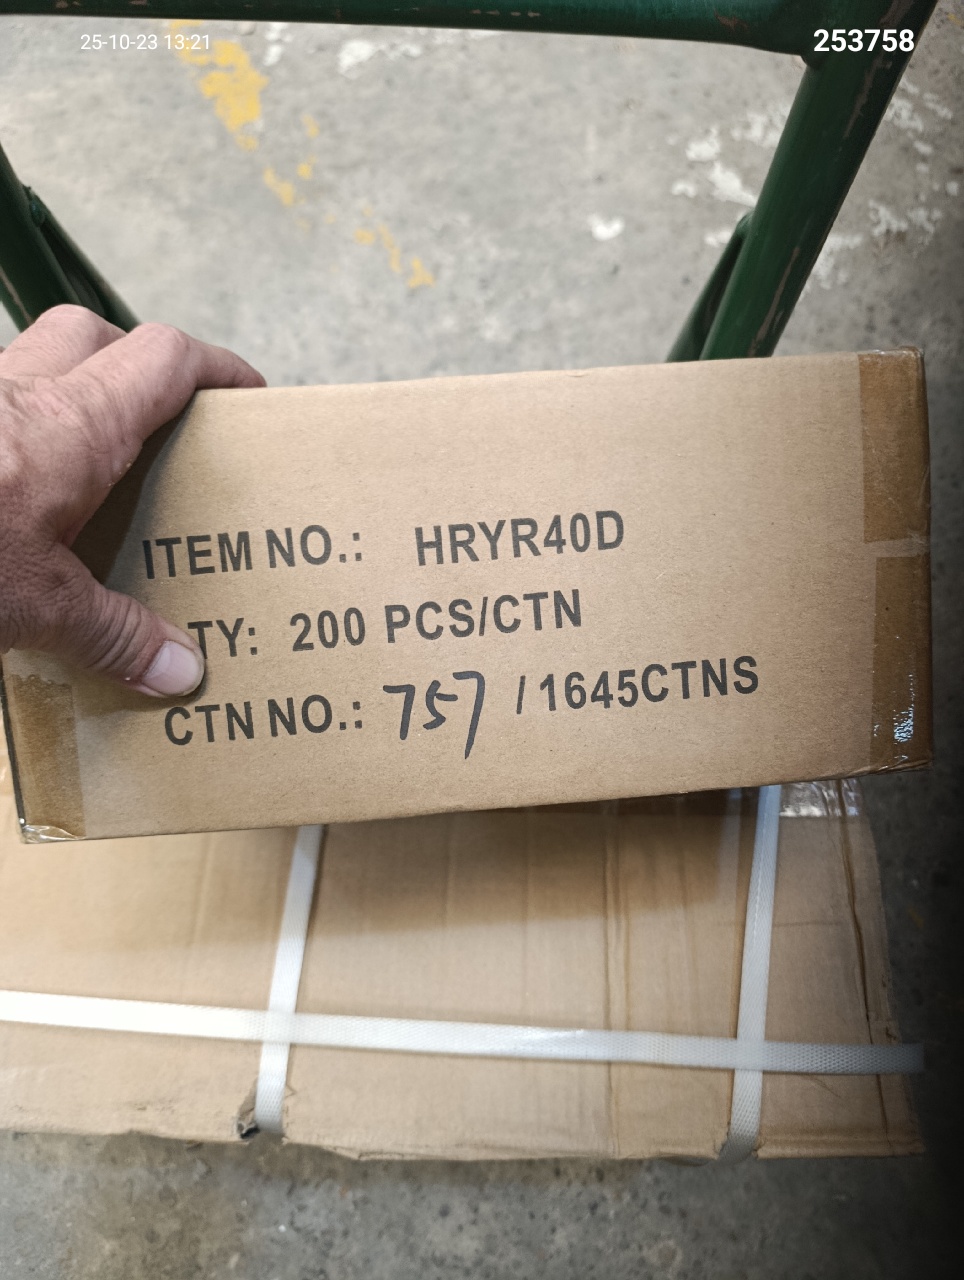 25-10-23 13:21
253758
ITEM NO.: HRYR40D
TY: 200 PCS/CTN
CTN NO.: 757 / 1645CTNS